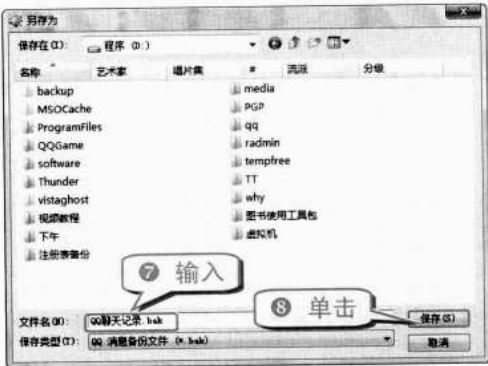 另存为
保存在(I): 程序 (D:)
名称 艺术家 唱片集 # 流派 分级
backup
MSOCache
ProgramFiles
QQGame
software
Thunder
vistaghost
视频教程
下午
注册表备份
media
PGP
qq
radmin
tempfree
TT
why
图书使用工具包
虚拟机
❼ 输入
❽ 单击
文件名(N): QQ聊天记录.bak
保存(S)
保存类型(T): QQ 消息备份文件 (*.bak)
取消